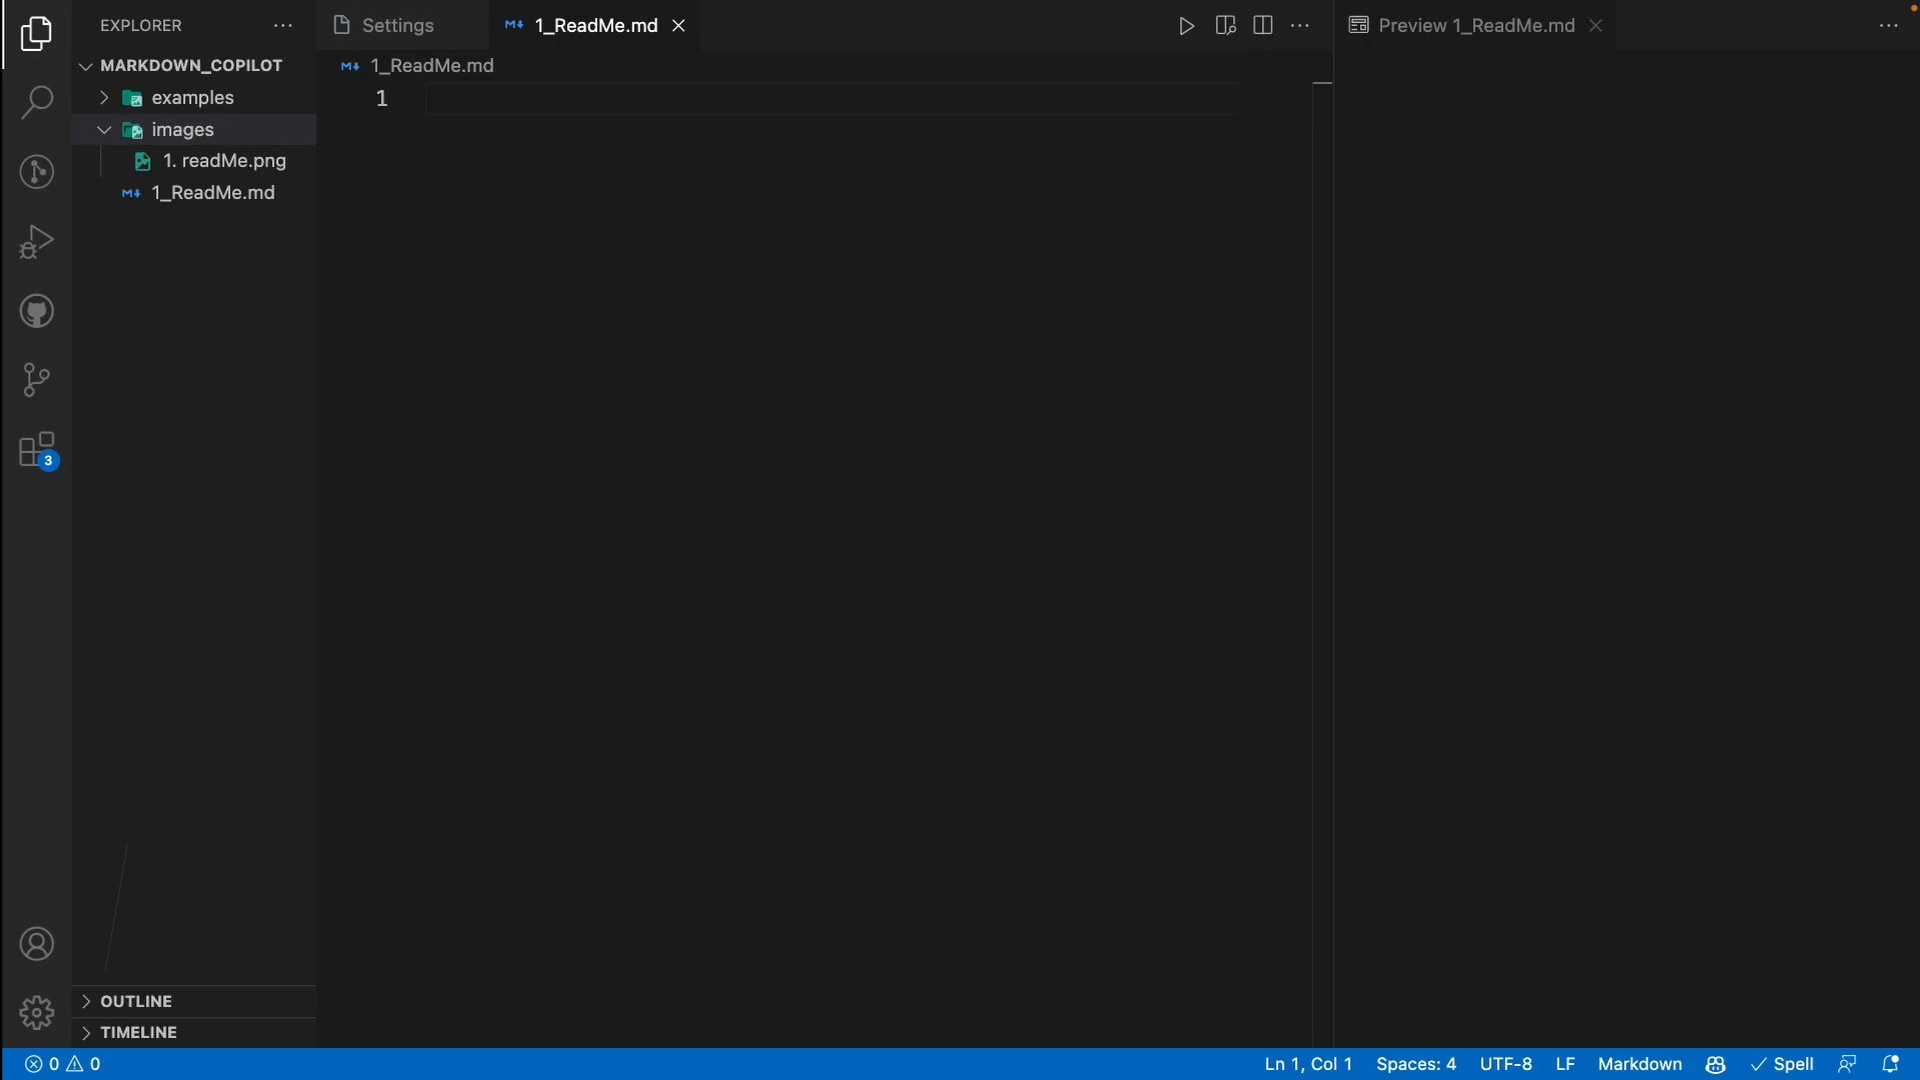 EXPLORER
MARKDOWN_COPILOT
examples
images
1. readMe.png
1_ReadMe.md
OUTLINE
TIMELINE
3
Settings
1_ReadMe.md
1_ReadMe.md
1
Preview 1_ReadMe.md
0 0
Ln 1, Col 1 Spaces: 4 UTF-8 LF Markdown Spell